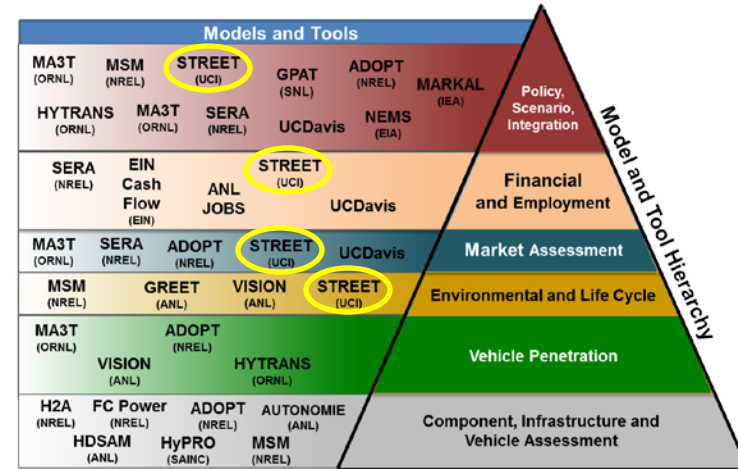 Models and Tools
MA3T MSM STREET GPAT ADOPT MARKAL
(ORNL) (NREL) (UCI) (SNL) (NREL) (IEA)
HYTRANS MA3T SERA UCDavis NEMS
(ORNL) (ORNL) (NREL) (EIA)
Policy,
Scenario,
Integration
SERA EIN STREET
(NREL) Cash (UCI)
Flow ANL
(EIN) JOBS UCDavis
Financial
and Employment
MA3T SERA ADOPT STREET UCDavis
(ORNL) (NREL) (NREL) (UCI)
Market Assessment
MSM GREET VISION STREET
(NREL) (ANL) (ANL) (UCI)
Environmental and Life Cycle
MA3T ADOPT
(ORNL) (NREL)
VISION HYTRANS
(ANL) (ORNL)
Vehicle Penetration
H2A FC Power ADOPT AUTONOMIE
(NREL) (NREL) (NREL) (ANL)
HDSAM HyPRO MSM
(ANL) (SAINC) (NREL)
Component, Infrastructure and
Vehicle Assessment
Model and Tool Hierarchy